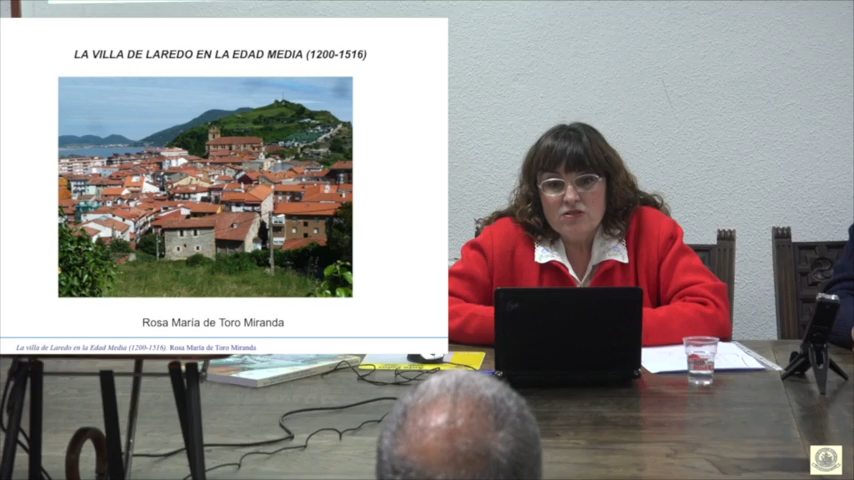 LA VILLA DE LAREDO EN LA EDAD MEDIA (1200-1516)
Rosa María de Toro Miranda
La villa de Laredo en la Edad Media (1200-1516) Rosa María de Toro Miranda